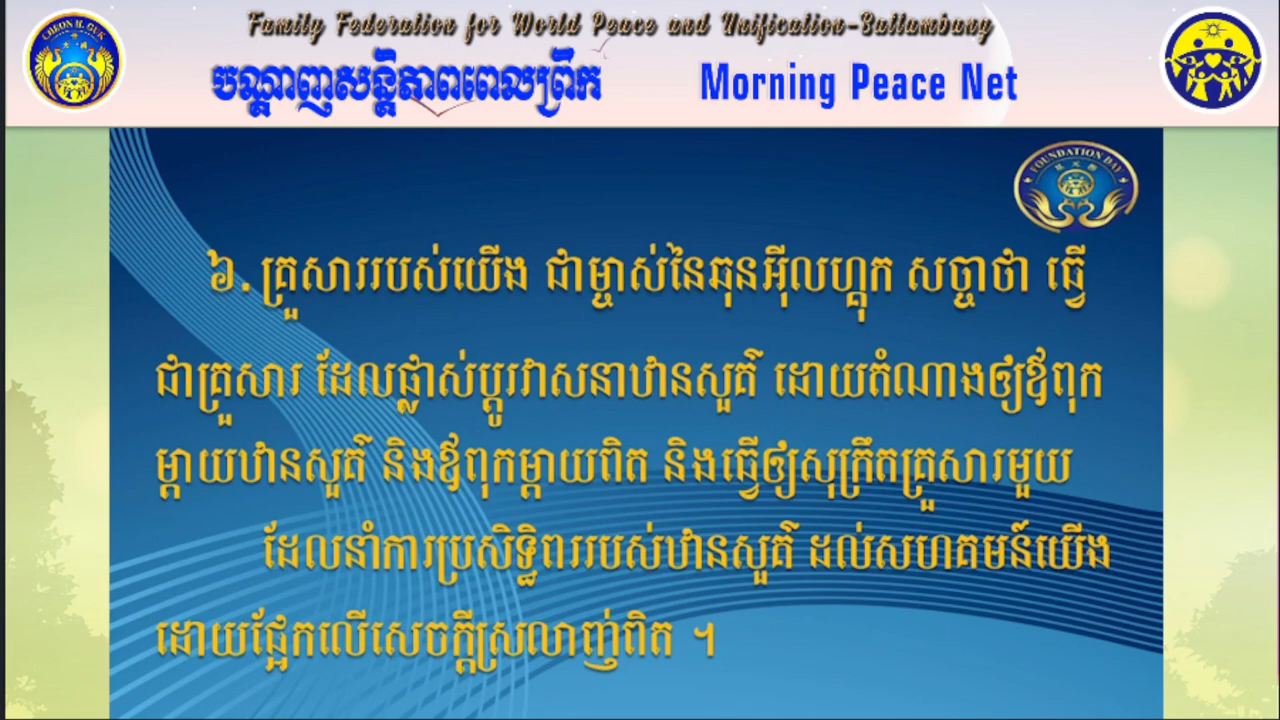 Family Federation for World Peace and Unification-Battambang
បណ្តាញសន្តិភាពពេលព្រឹក Morning Peace Net
CHEON IL GUK
FOUNDATION DAY
៦. គ្រួសាររបស់យើង ជាម្ចាស់នៃឆុនអ៊ីលហ្គុក សច្ចាថា ធ្វើ
ជាគ្រួសារ ដែលផ្លាស់ប្តូរវាសនាឋានសួគ៌ ដោយតំណាងឲ្យឪពុក
ម្តាយឋានសួគ៌ និងឪពុកម្តាយពិត និងធ្វើឲ្យសុក្រឹតគ្រួសារមួយ
ដែលនាំការប្រសិទ្ធិពររបស់ឋានសួគ៌ ដល់សហគមន៍យើង
ដោយផ្អែកលើសេចក្តីស្រលាញ់ពិត ។